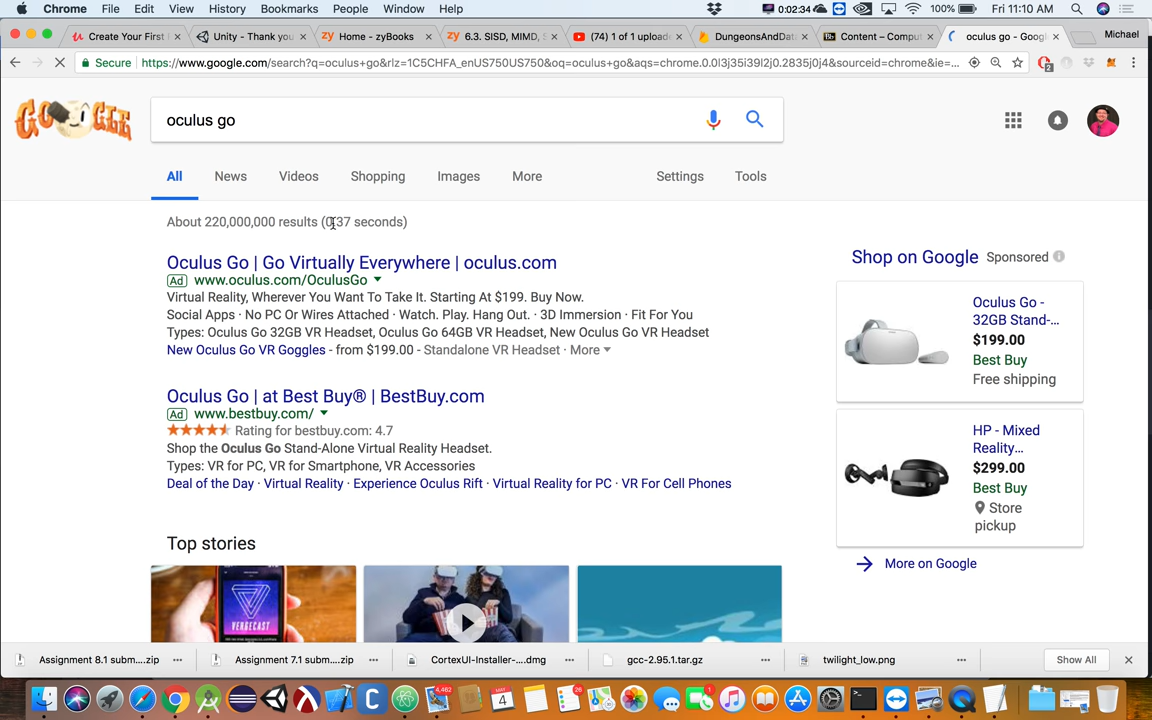 Chrome File Edit View History Bookmarks People Window Help 0:02:34 100% Fri 11:10 AM
Create Your First Unity - Thank you Home - zyBooks 6.3. SISD, MIMD, S (74) 1 of 1 uploade DungeonsAndData Content – Comput oculus go - Google Michael
Secure https://www.google.com/search?q=oculus+go&rlz=1C5CHFA_enUS750US750&oq=oculus+go&aqs=chrome.0.0l3j35i39l2j0.2835j0j4&sourceid=chrome&ie=... 2
oculus go
All News Videos Shopping Images More Settings Tools
About 220,000,000 results (0.37 seconds)
Oculus Go | Go Virtually Everywhere | oculus.com
Ad www.oculus.com/OculusGo
Virtual Reality, Wherever You Want To Take It. Starting At $199. Buy Now.
Social Apps · No PC Or Wires Attached · Watch. Play. Hang Out. · 3D Immersion · Fit For You
Types: Oculus Go 32GB VR Headset, Oculus Go 64GB VR Headset, New Oculus Go VR Headset
New Oculus Go VR Goggles - from $199.00 - Standalone VR Headset · More
Oculus Go | at Best Buy® | BestBuy.com
Ad www.bestbuy.com/
Rating for bestbuy.com: 4.7
Shop the Oculus Go Stand-Alone Virtual Reality Headset.
Types: VR for PC, VR for Smartphone, VR Accessories
Deal of the Day · Virtual Reality · Experience Oculus Rift · Virtual Reality for PC · VR For Cell Phones
Top stories
VERGECAST
Shop on Google Sponsored
Oculus Go -
32GB Stand-...
$199.00
Best Buy
Free shipping
HP - Mixed
Reality...
$299.00
Best Buy
Store
pickup
More on Google
Assignment 8.1 subm....zip Assignment 7.1 subm....zip CortexUI-Installer-....dmg gcc-2.95.1.tar.gz twilight_low.png Show All
4,462 MAY 4 26 1